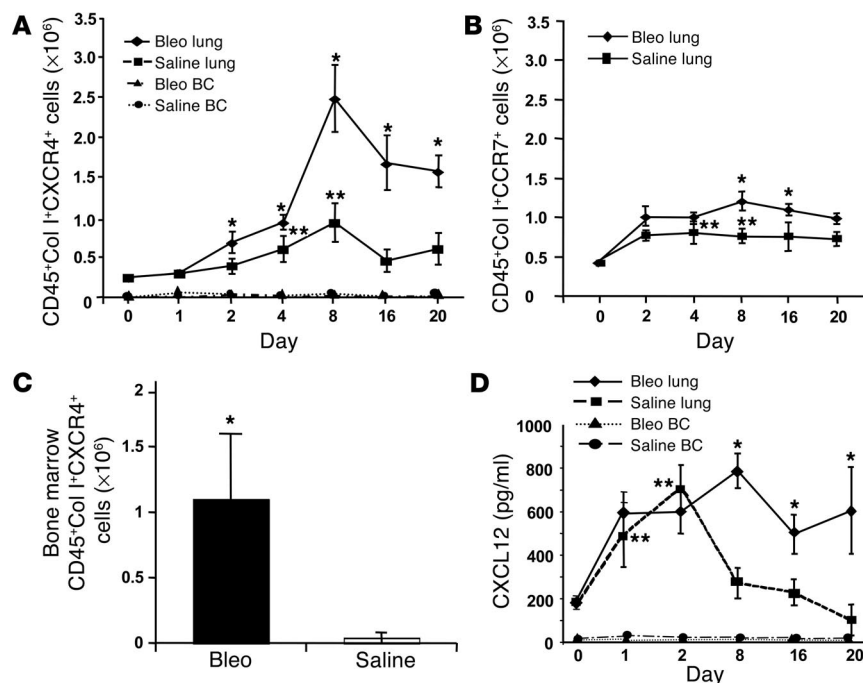 A
CD45⁺Col I⁺CXCR4⁺ cells (×10⁶)
3.5
3.0
2.5
2.0
1.5
1.0
0.5
0
Bleo lung
Saline lung
Bleo BC
Saline BC
*
*
*
*
*
**
**
0 1 2 4 8 16 20
Day
B
CD45⁺Col I⁺CCR7⁺ cells (×10⁶)
3.5
3.0
2.5
2.0
1.5
1.0
0.5
0
Bleo lung
Saline lung
*
*
**
**
0 2 4 8 16 20
Day
C
Bone marrow
CD45⁺Col I⁺CXCR4⁺
cells (×10⁶)
2
1.5
1
0.5
0
*
Bleo Saline
D
Bleo lung
Saline lung
Bleo BC
Saline BC
CXCL12 (pg/ml)
1000
800
600
400
200
0
**
**
*
*
*
0 1 2 8 16 20
Day